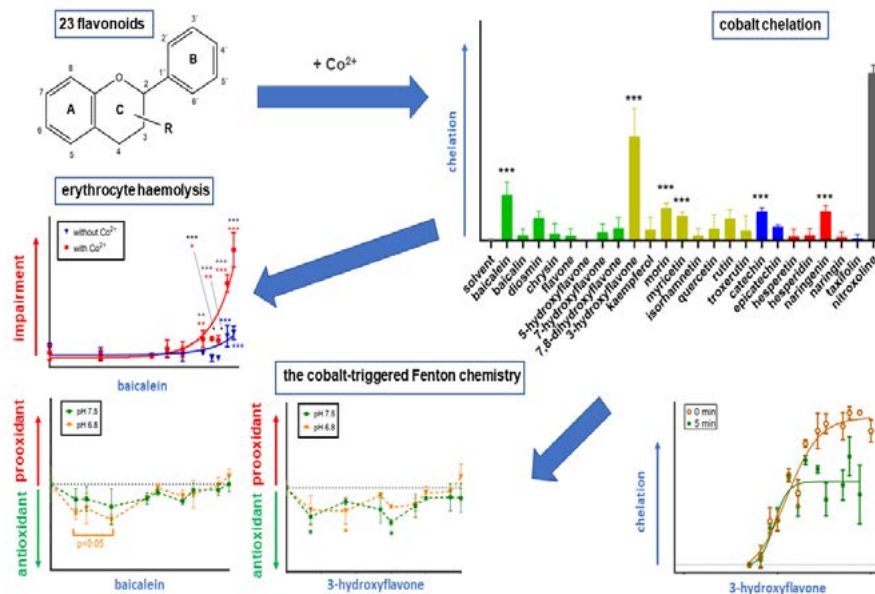 23 flavonoids
3´
2´
4´
B
8
1´
5´
7
O
2
6´
A
C
6
3
R
5
4
+ Co²⁺
cobalt chelation
chelation
***
***
***
***
***
***
solvent
baicalein
baicalin
diosmin
chrysin
flavone
5-hydroxyflavone
7-hydroxyflavone
7,8-dihydroxyflavone
3-hydroxyflavone
kaempferol
morin
myricetin
isorhamnetin
quercetin
rutin
troxerutin
catechin
epicatechin
hesperetin
hesperidin
naringenin
naringin
taxifolin
nitroxoline
erythrocyte haemolysis
without Co²⁺
with Co²⁺
impairment
baicalein
the cobalt-triggered Fenton chemistry
prooxidant
antioxidant
pH 7.5
pH 6.8
p=0.05
baicalein
prooxidant
antioxidant
pH 7.5
pH 6.8
3-hydroxyflavone
0 min
5 min
chelation
3-hydroxyflavone